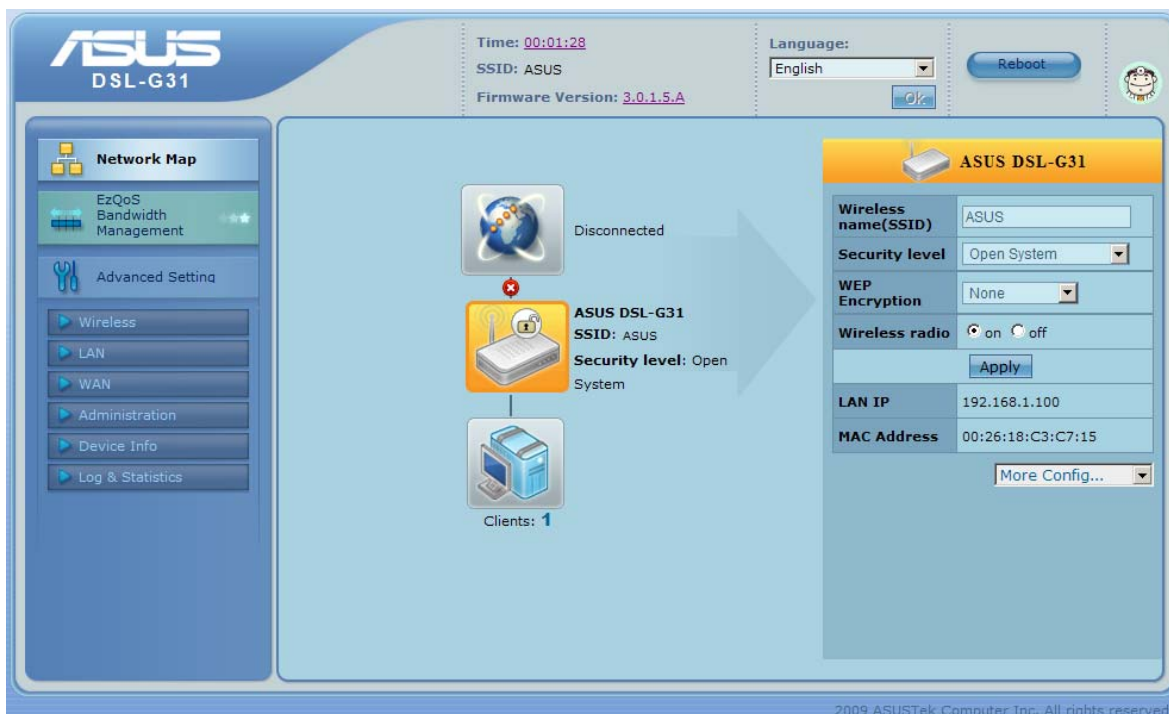 ASUS
DSL-G31
Time: 00:01:28
SSID: ASUS
Firmware Version: 3.0.1.5.A
Language:
English
Ok
Reboot
Network Map
EzQoS
Bandwidth
Management
Advanced Setting
Wireless
LAN
WAN
Administration
Device Info
Log & Statistics
Disconnected
ASUS DSL-G31
SSID: ASUS
Security level: Open
System
Clients: 1
ASUS DSL-G31
Wireless
name(SSID)
ASUS
Security level
Open System
WEP
Encryption
None
Wireless radio
on off
Apply
LAN IP
192.168.1.100
MAC Address
00:26:18:C3:C7:15
More Config...
2009 ASUSTek Computer Inc. All rights reserved